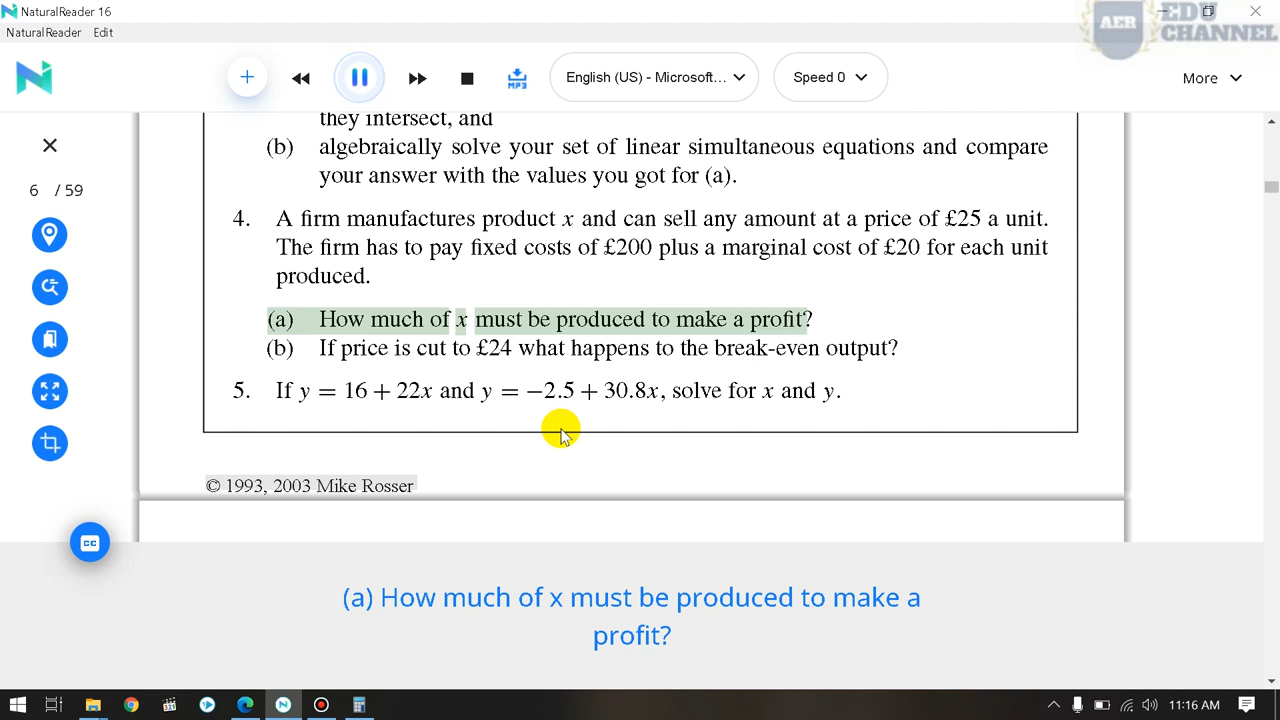 NaturalReader 16
AER EDU CHANNEL
NaturalReader Edit
MP3 English (US) - Microsoft... Speed 0 More
6 / 59
they intersect, and
(b) algebraically solve your set of linear simultaneous equations and compare
your answer with the values you got for (a).
4. A firm manufactures product x and can sell any amount at a price of £25 a unit.
The firm has to pay fixed costs of £200 plus a marginal cost of £20 for each unit
produced.
(a) How much of x must be produced to make a profit?
(b) If price is cut to £24 what happens to the break-even output?
5. If y = 16 + 22x and y = −2.5 + 30.8x, solve for x and y.
© 1993, 2003 Mike Rosser
CC
(a) How much of x must be produced to make a
profit?
11:16 AM